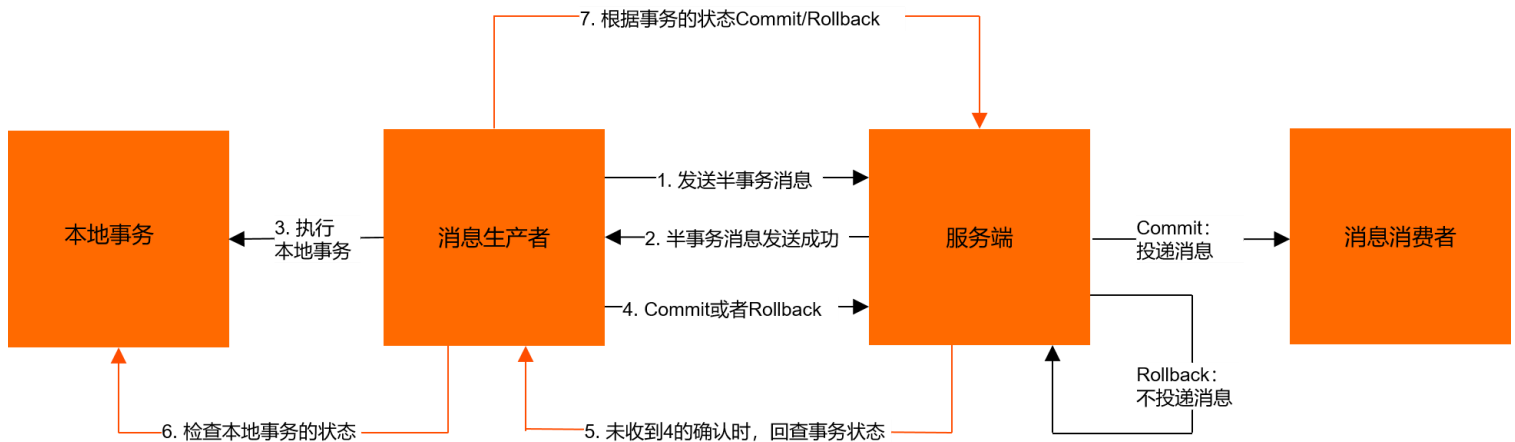 7. 根据事务的状态Commit/Rollback
本地事务
3. 执行
本地事务
消息生产者
1. 发送半事务消息
2. 半事务消息发送成功
4. Commit或者Rollback
服务端
Commit：
投递消息
消息消费者
Rollback：
不投递消息
6. 检查本地事务的状态
5. 未收到4的确认时，回查事务状态